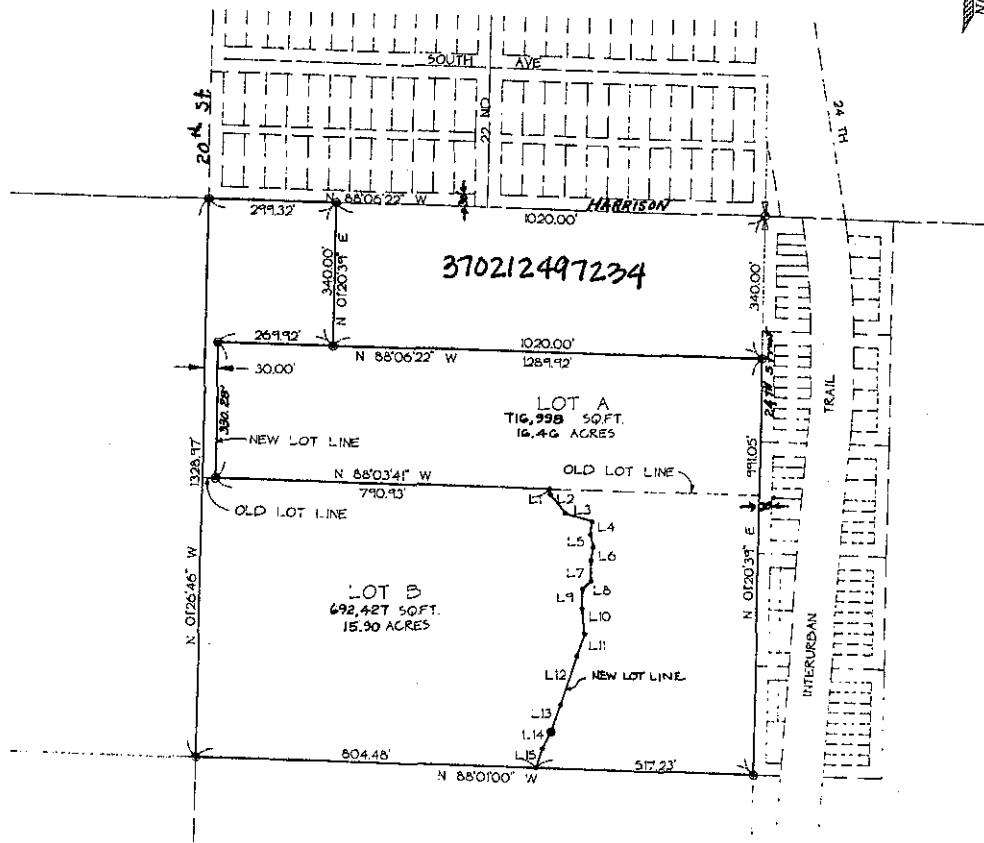 SOUTH AVE
22 ND
20th St
24 TH
N 88°06'22" W
HARRISON
299.32'
1020.00'
340.00'
N 01°20'39" E
370212497234
340.00'
269.92'
1020.00'
N 88°06'22" W
1289.92'
30.00'
LOT A
716,998 SQ.FT.
16.46 ACRES
TRAIL
330.28'
NEW LOT LINE
1328.97
991.05'
N 88°03'41" W
790.93'
OLD LOT LINE
OLD LOT LINE
L1
L2
L3
L4
L5
L6
L7
L8
L9
L10
L11
L12
L13
L14
L15
N 01°20'39" E
N 01°26'46" W
LOT B
692,427 SQ.FT.
15.90 ACRES
NEW LOT LINE
INTERURBAN
804.48'
N 88°01'00" W
517.23'